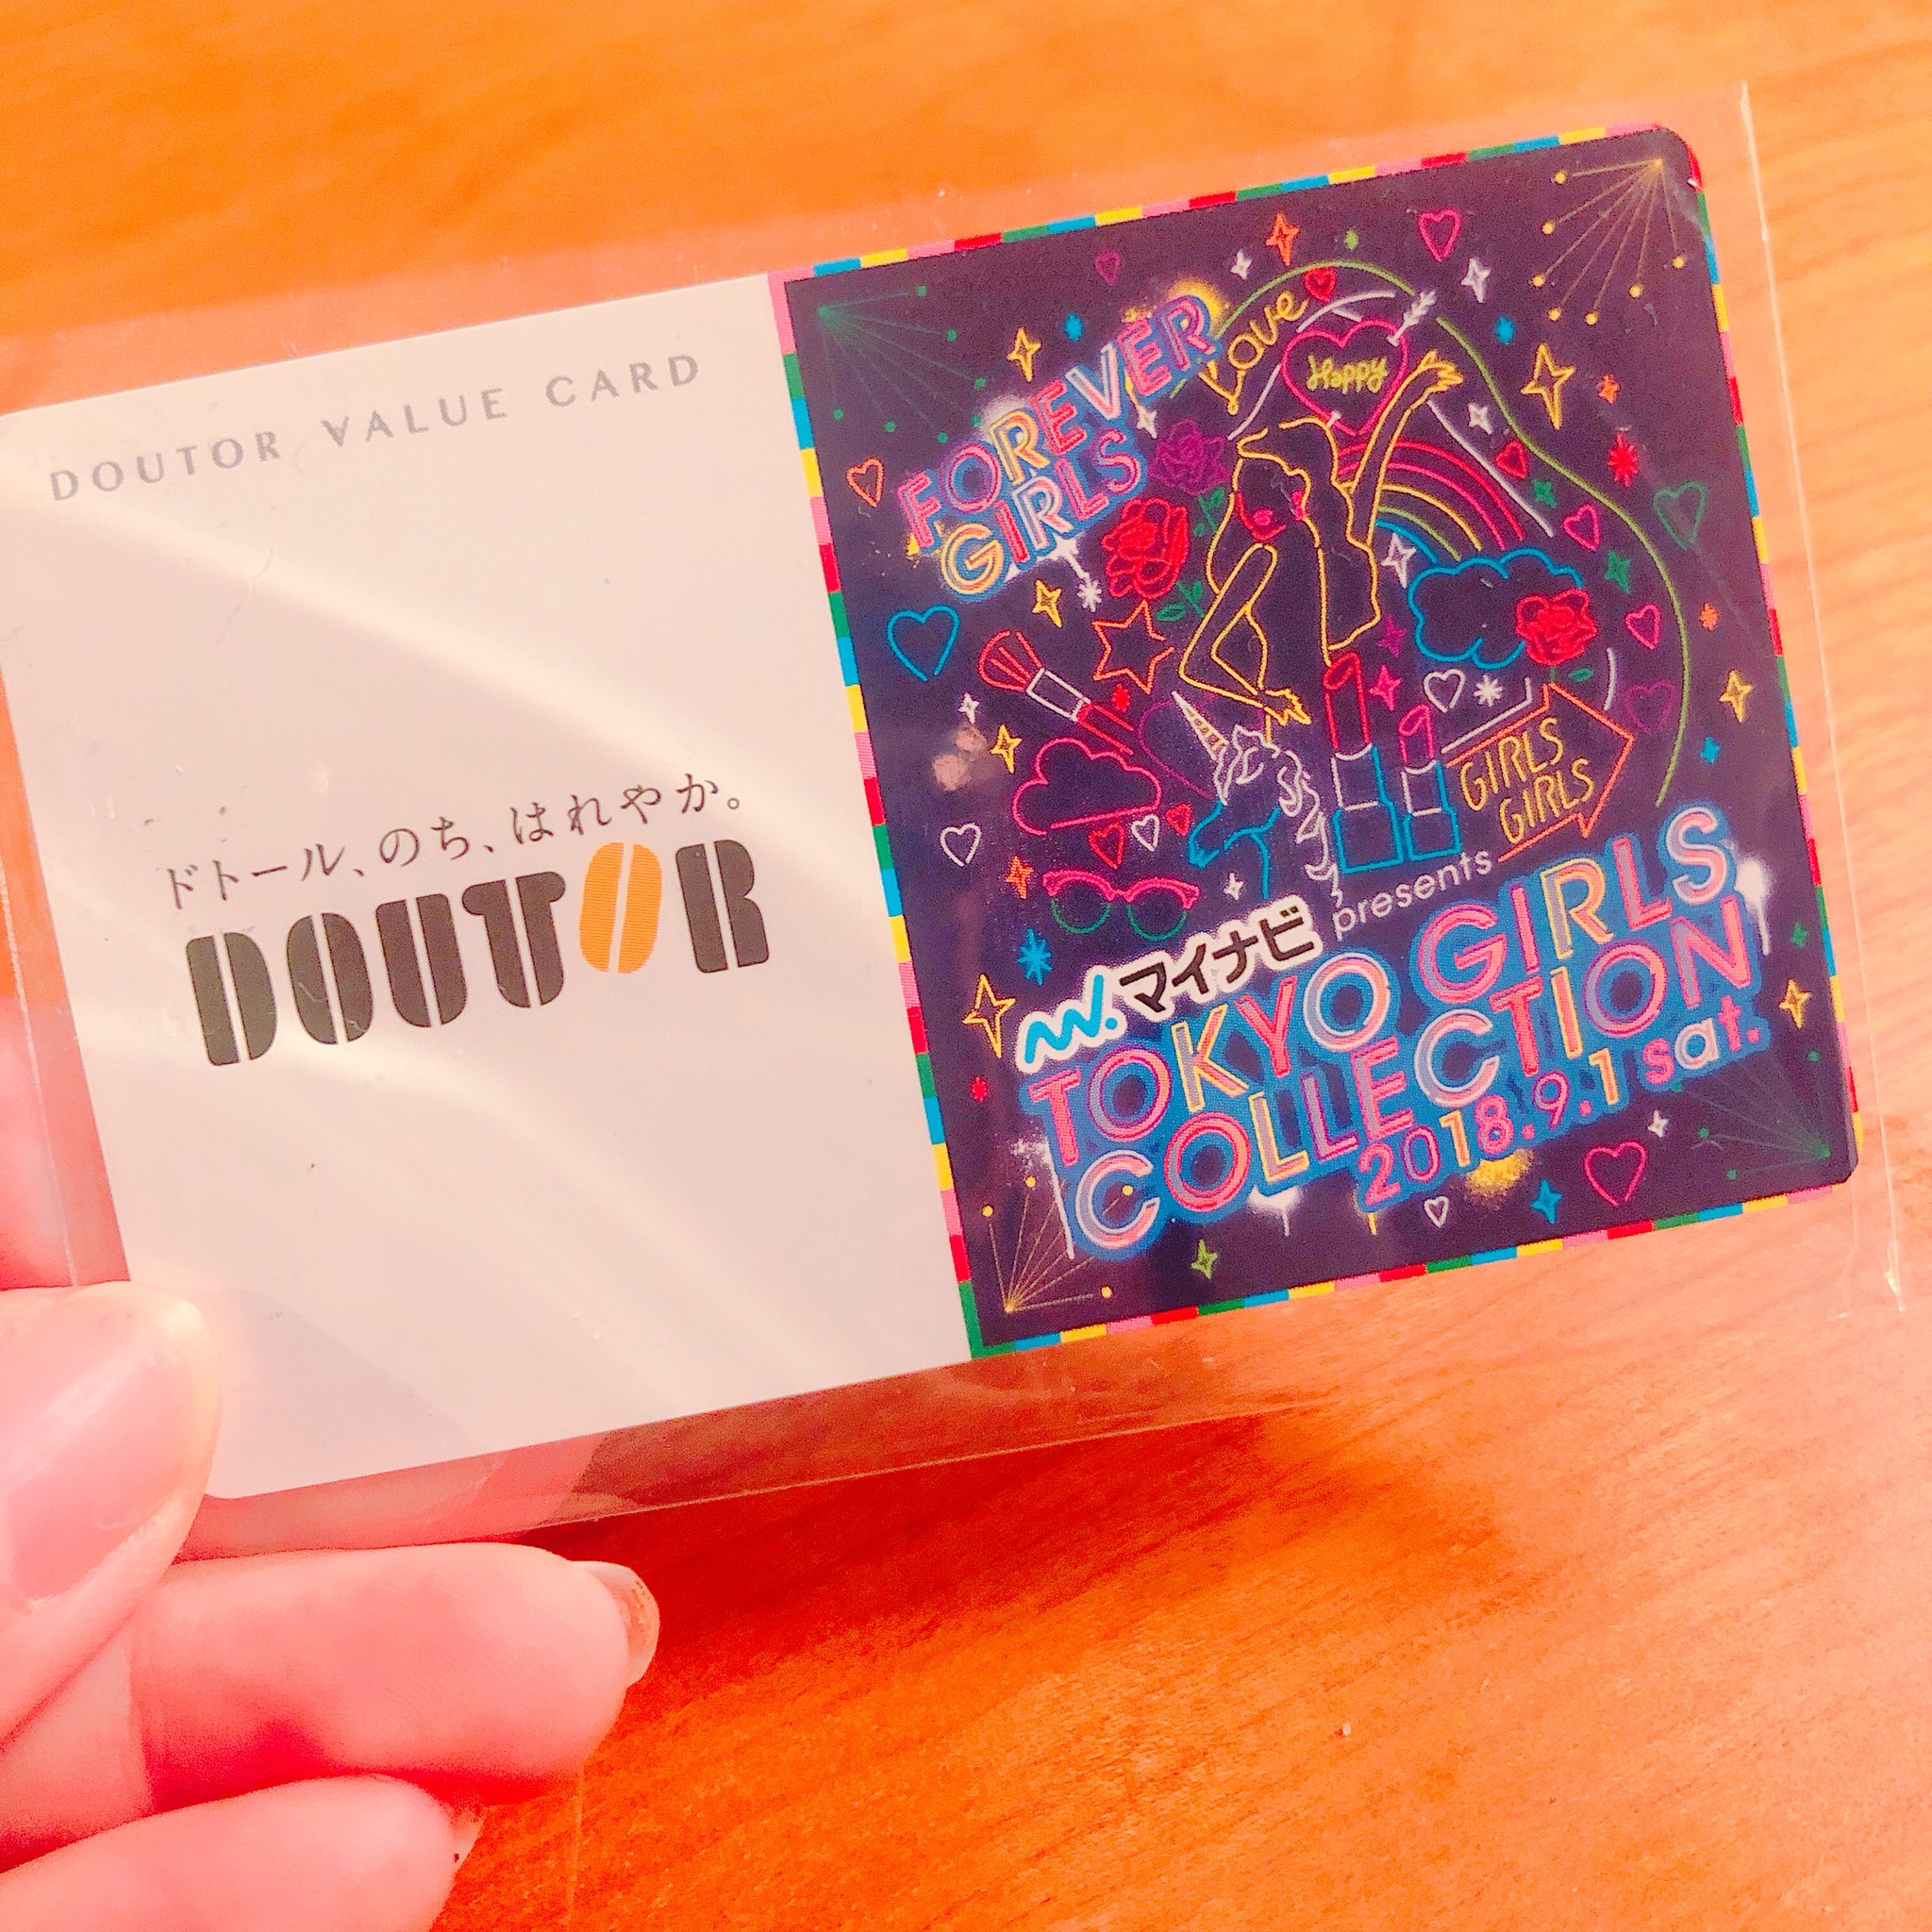 DOUTOR VALUE CARD
ドトール、のち、はれやか。
DOUTOR
FOREVER
GIRLS
Love
Happy
GIRLS
GIRLS
マイナビ presents
TOKYO GIRLS
COLLECTION
2018.9.1 sat.